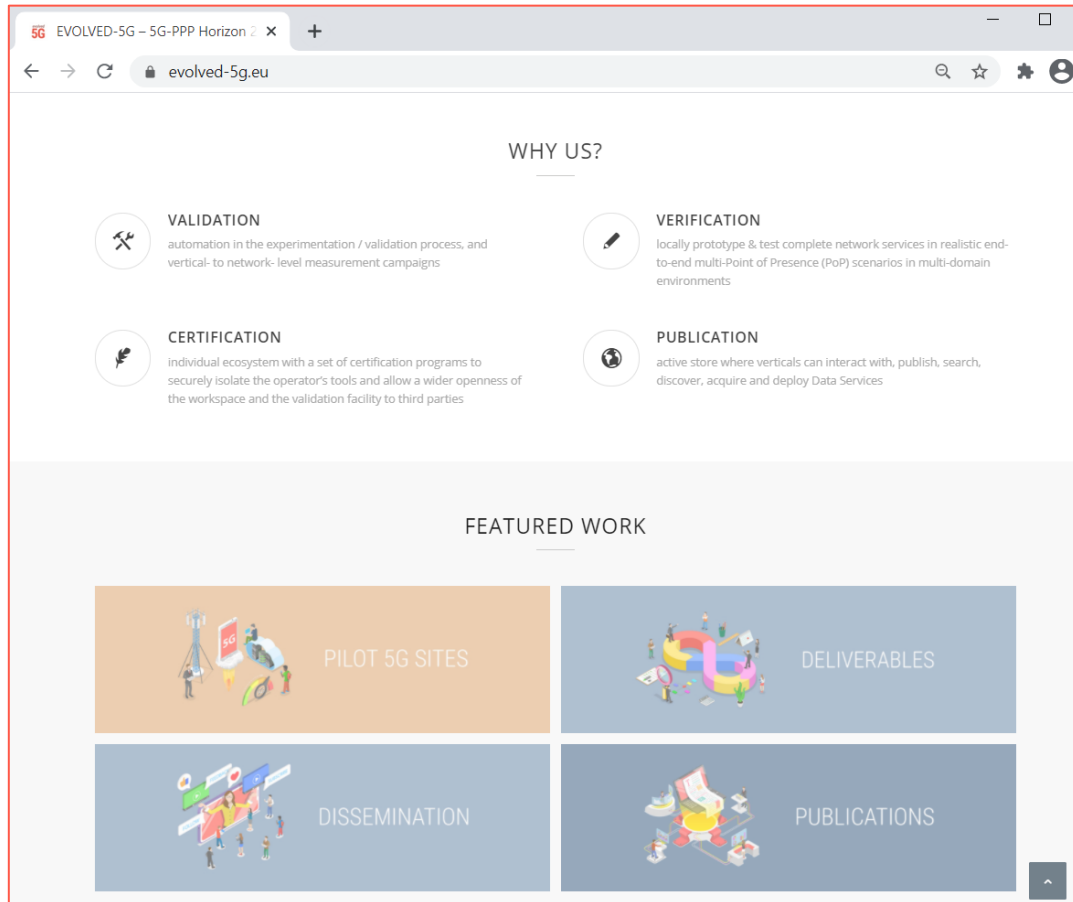 5G EVOLVED-5G – 5G-PPP Horizon 2
evolved-5g.eu
WHY US?
VALIDATION
automation in the experimentation / validation process, and
vertical- to network- level measurement campaigns
VERIFICATION
locally prototype & test complete network services in realistic end-
to-end multi-Point of Presence (PoP) scenarios in multi-domain
environments
CERTIFICATION
individual ecosystem with a set of certification programs to
securely isolate the operator's tools and allow a wider openness of
the workspace and the validation facility to third parties
PUBLICATION
active store where verticals can interact with, publish, search,
discover, acquire and deploy Data Services
FEATURED WORK
5G
PILOT 5G SITES
DELIVERABLES
DISSEMINATION
PUBLICATIONS